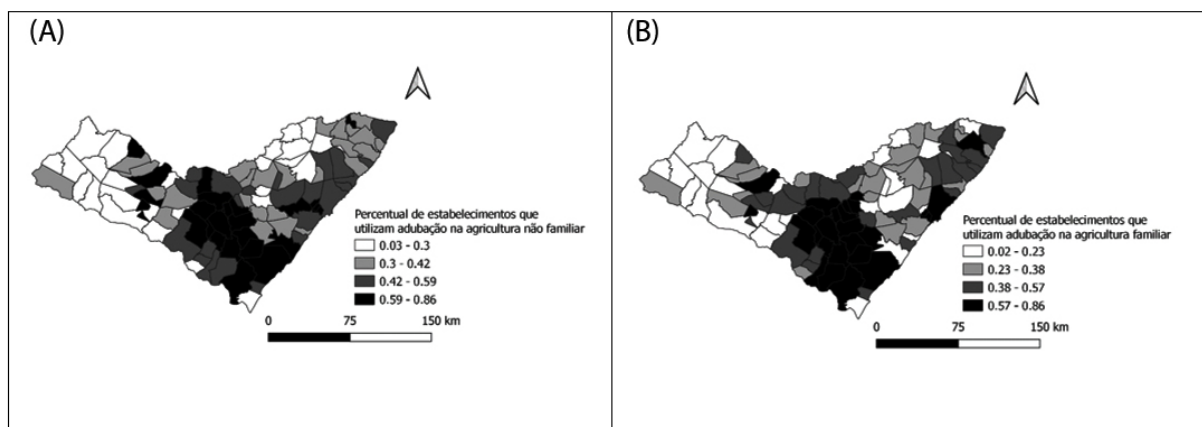 (A)
Percentual de estabelecimentos que
utilizam adubação na agricultura não familiar
0.03 - 0.3
0.3 - 0.42
0.42 - 0.59
0.59 - 0.86
0 75 150 km
(B)
Percentual de estabelecimentos que
utilizam adubação na agricultura familiar
0.02 - 0.23
0.23 - 0.38
0.38 - 0.57
0.57 - 0.86
0 75 150 km